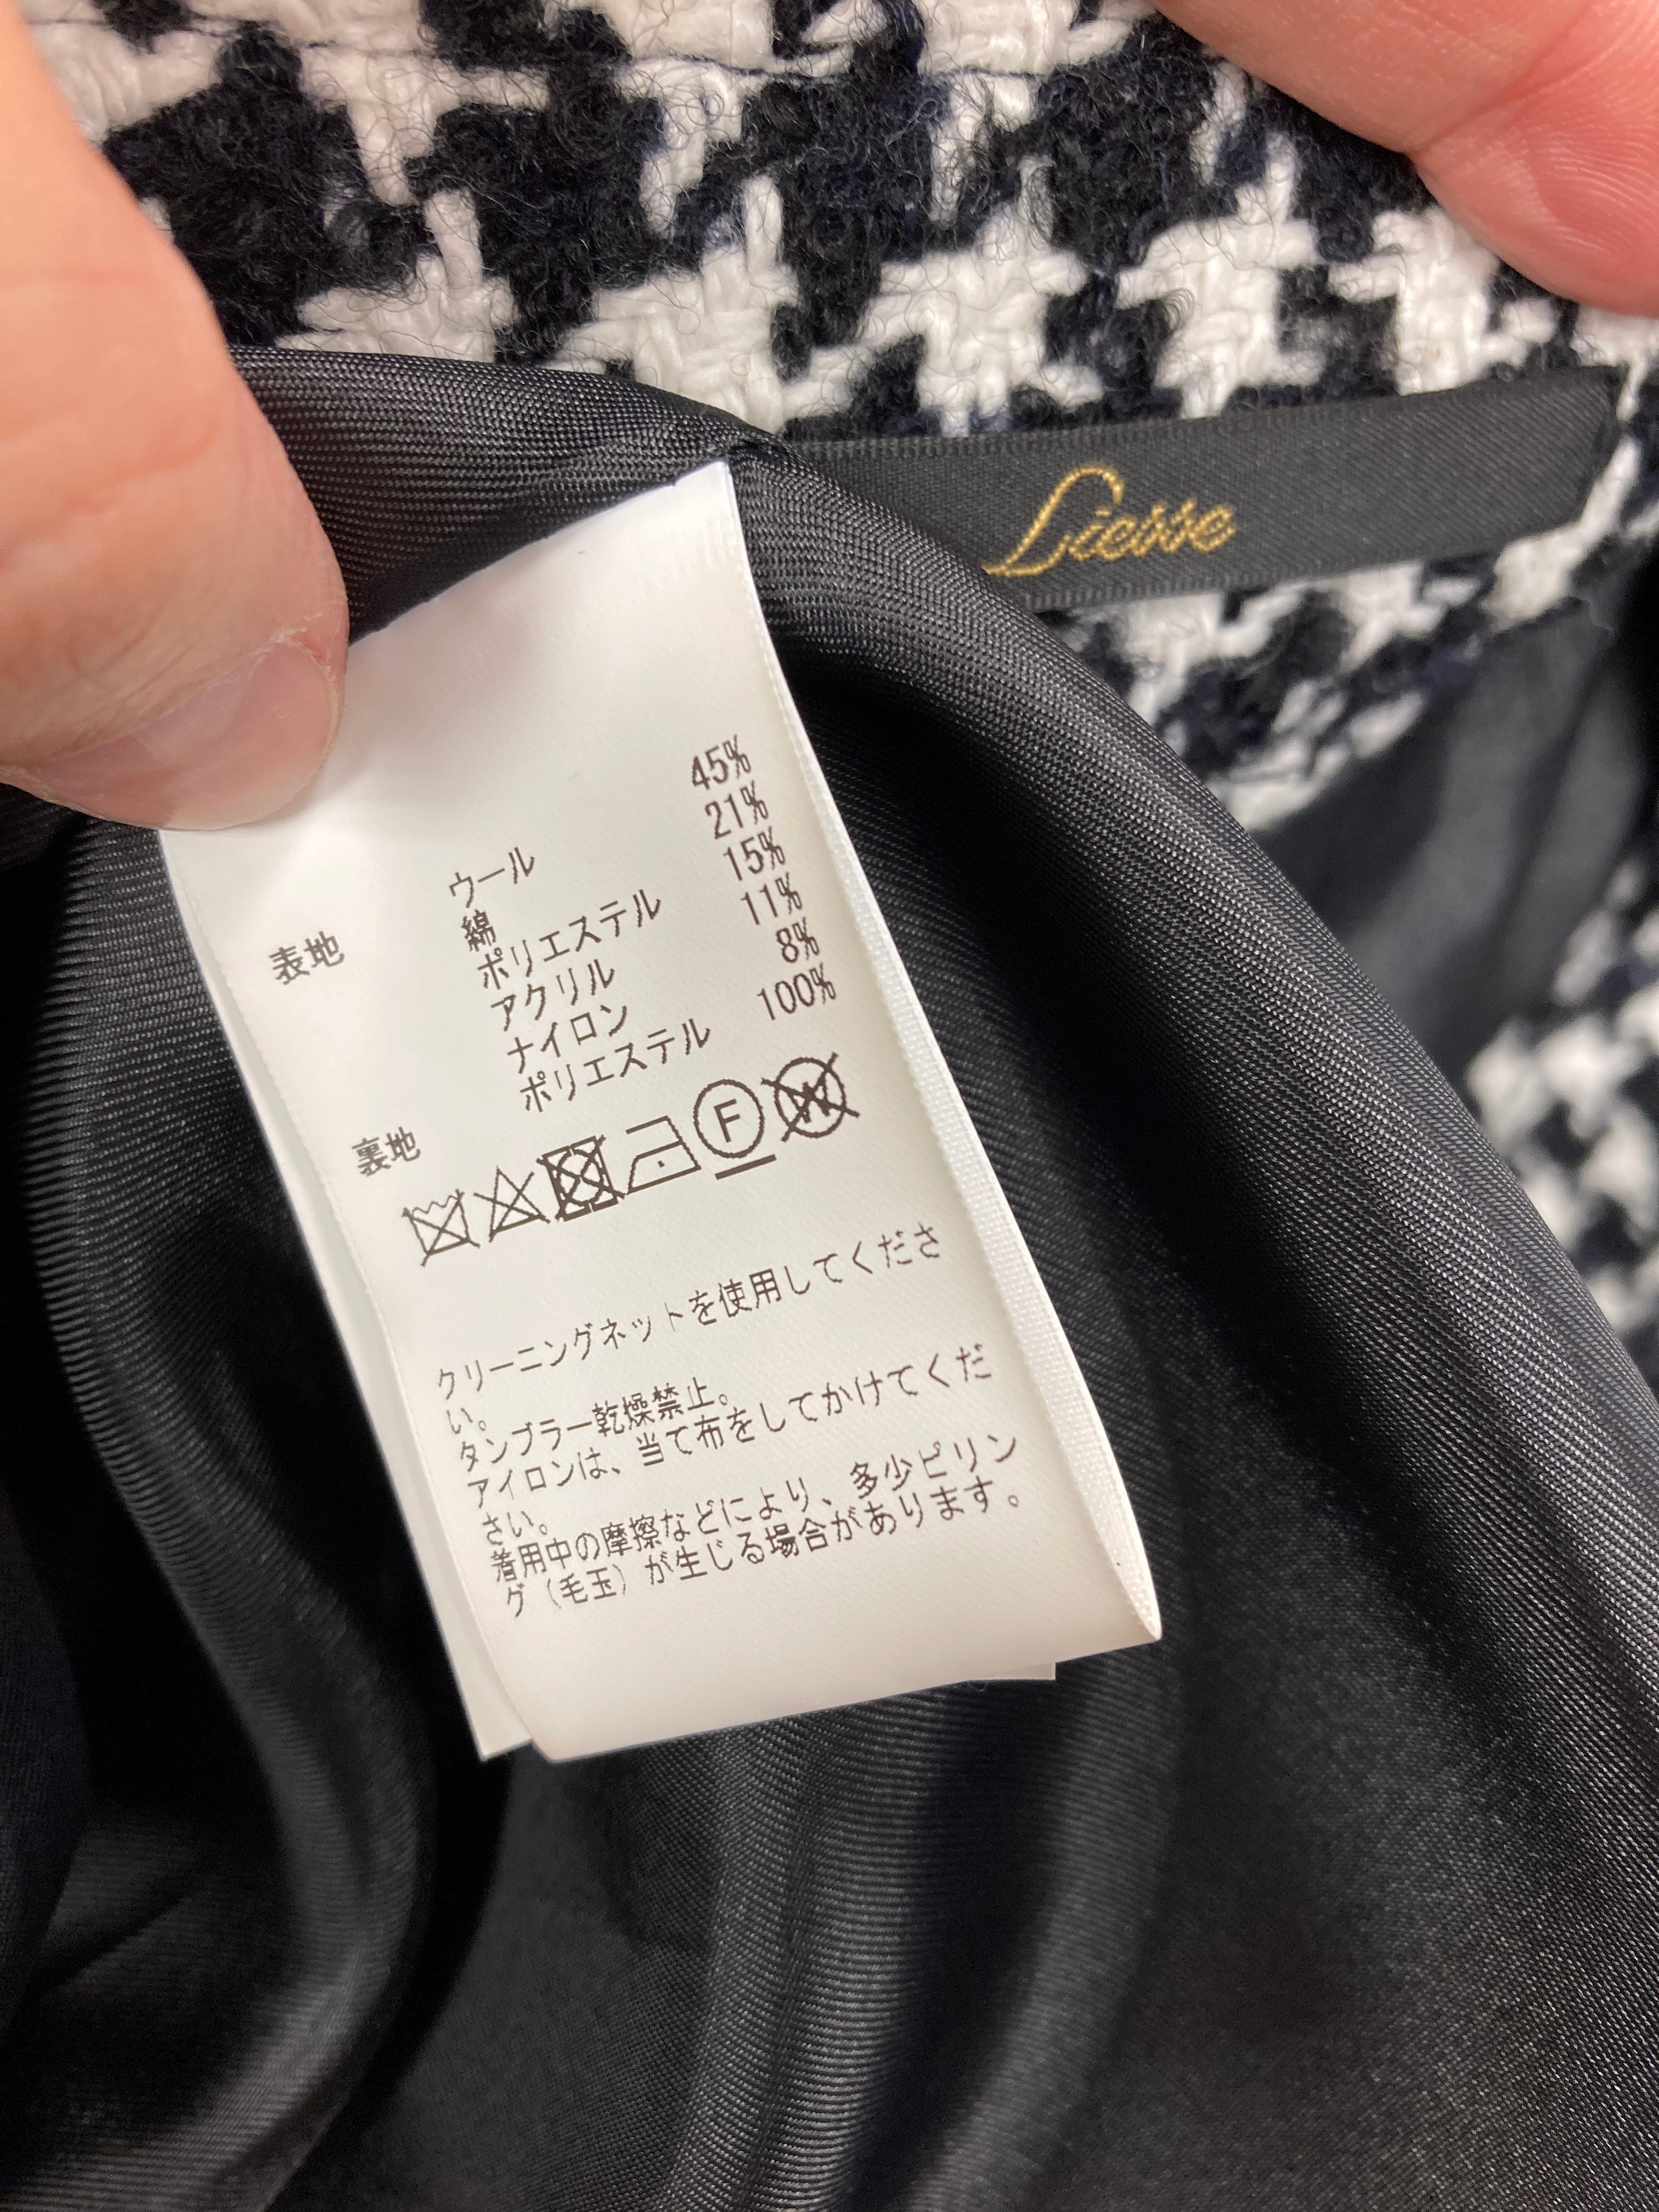 Liesse
表地 ウール 45%
綿 21%
ポリエステル 15%
アクリル 11%
ナイロン 8%
裏地 ポリエステル 100%
F W
クリーニングネットを使用してくださ
い。
タンブラー乾燥禁止。
アイロンは、当て布をしてかけてくだ
さい。
着用中の摩擦などにより、多少ピリン
グ（毛玉）が生じる場合があります。